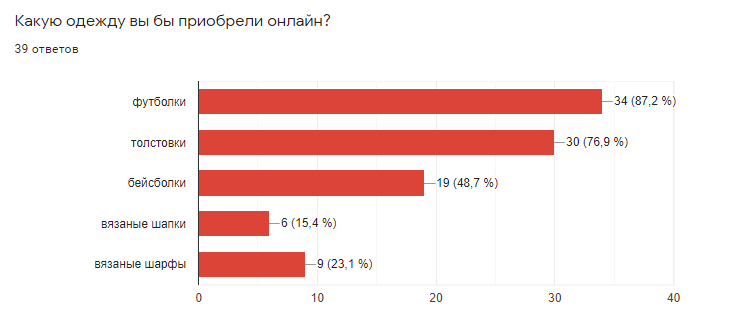 Какую одежду вы бы приобрели онлайн?
39 ответов
футболки 34 (87,2 %)
толстовки 30 (76,9 %)
бейсболки 19 (48,7 %)
вязаные шапки 6 (15,4 %)
вязаные шарфы 9 (23,1 %)
0 10 20 30 40